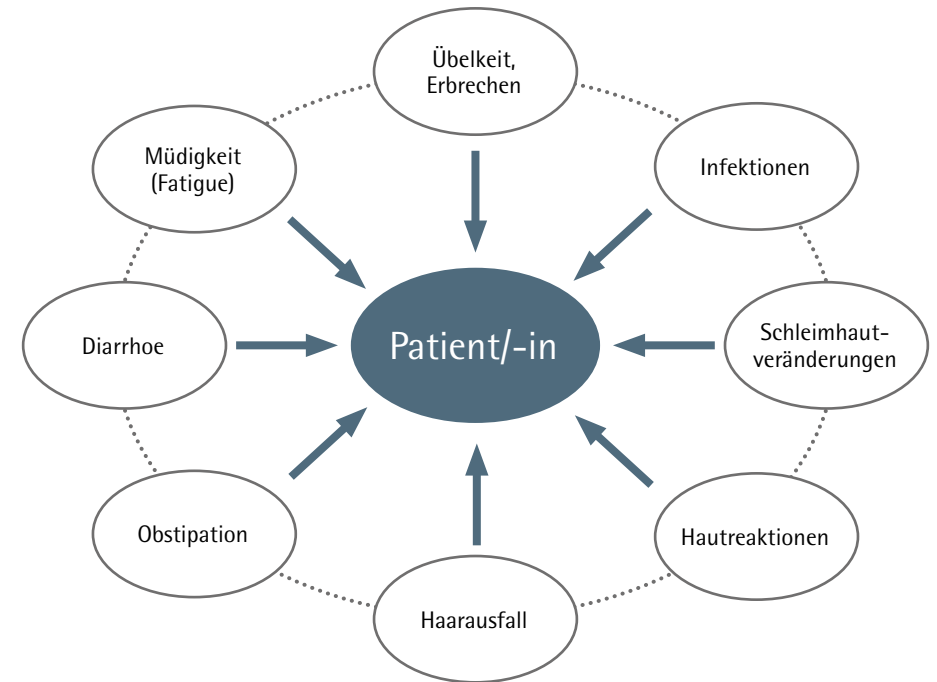 Übelkeit,
Erbrechen
Müdigkeit
(Fatigue)
Infektionen
Diarrhoe
Patient/-in
Schleimhaut-
veränderungen
Obstipation
Hautreaktionen
Haarausfall